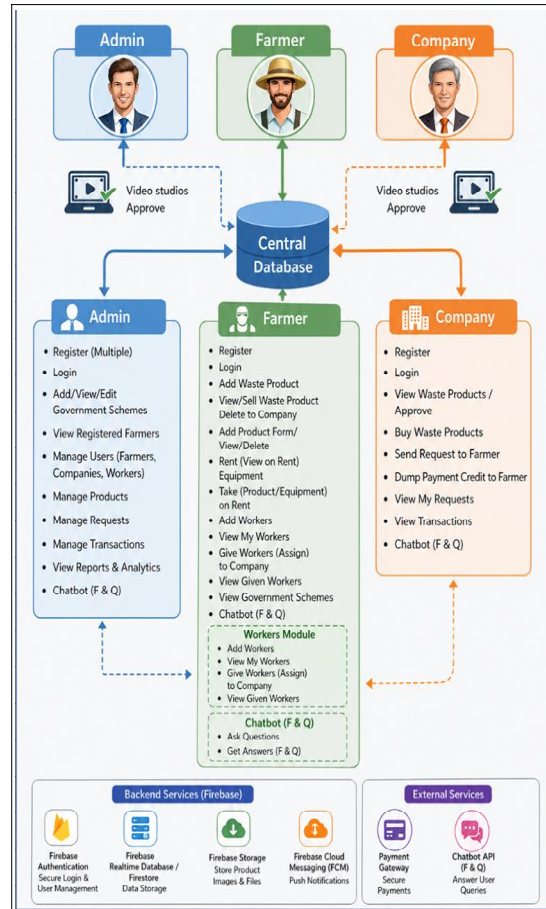 Admin
Farmer
Company
Video studios
Approve
Video studios
Approve
Central
Database
Admin
• Register (Multiple)
• Login
• Add/View/Edit
Government Schemes
• View Registered Farmers
• Manage Users (Farmers,
Companies, Workers)
• Manage Products
• Manage Requests
• Manage Transactions
• View Reports & Analytics
• Chatbot (F & Q)
Farmer
• Register
• Login
• Add Waste Product
• View/Sell Waste Product
Delete to Company
• Add Product Form/
View/Delete
• Rent (View on Rent)
Equipment
• Take (Product/Equipment)
on Rent
• Add Workers
• View My Workers
• Give Workers (Assign)
to Company
• View Given Workers
• View Government Schemes
• Chatbot (F & Q)
Workers Module
• Add Workers
• View My Workers
• Give Workers (Assign)
to Company
• View Given Workers
Chatbot (F & Q)
• Ask Questions
• Get Answers (F & Q)
Company
• Register
• Login
• View Waste Products /
Approve
• Buy Waste Products
• Send Request to Farmer
• Dump Payment Credit to Farmer
• View My Requests
• View Transactions
• Chatbot (F & Q)
Backend Services (Firebase)
Firebase
Authentication
Secure Login &
User Management
Firebase
Realtime Database /
Firestore
Data Storage
Firebase Storage
Store Product
Images & Files
Firebase Cloud
Messaging (FCM)
Push Notifications
External Services
Payment
Gateway
Secure
Payments
Chatbot API
(F & Q)
Answer User
Queries